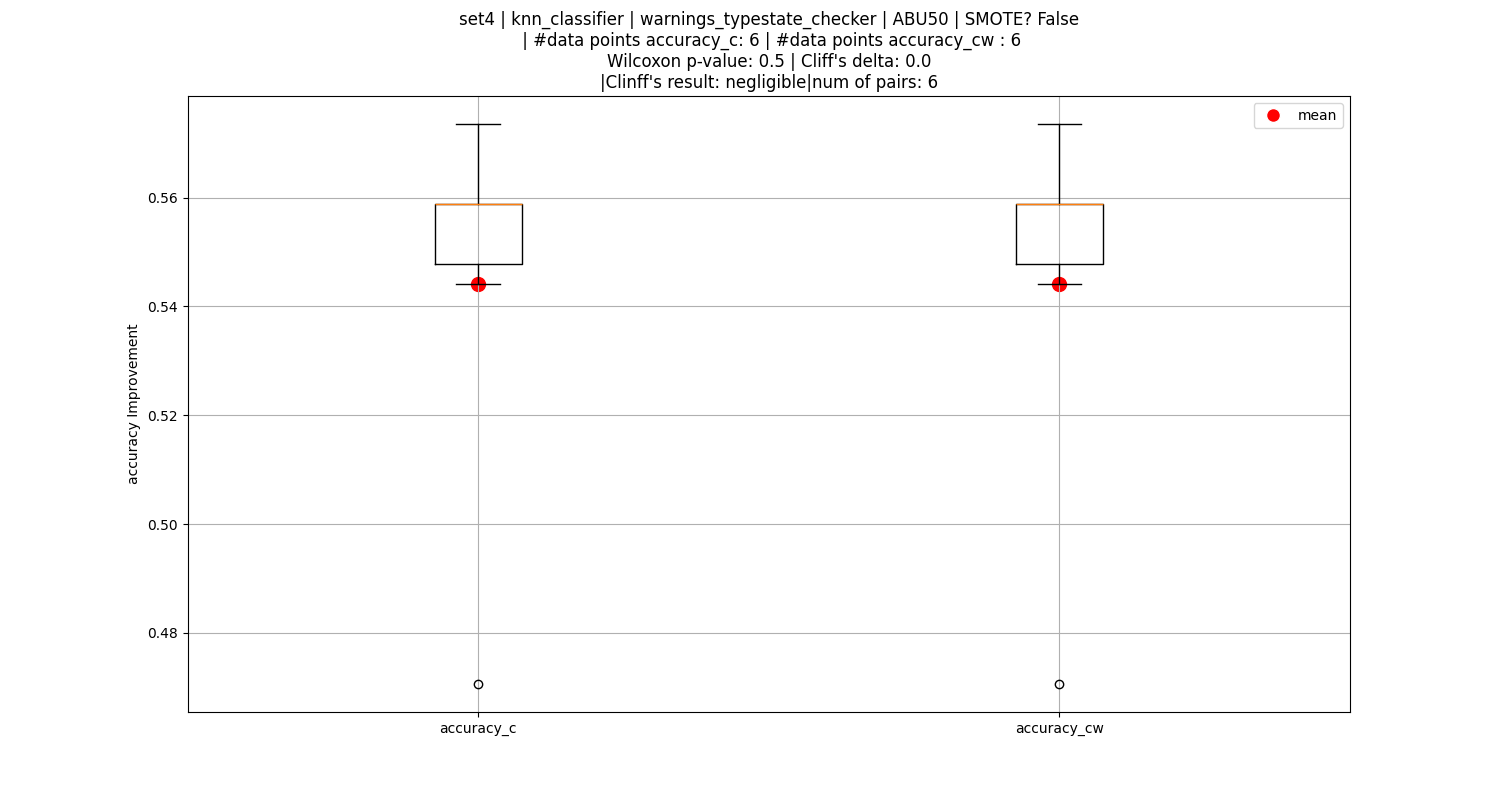 set4 | knn_classifier | warnings_typestate_checker | ABU50 | SMOTE? False
| #data points accuracy_c: 6 | #data points accuracy_cw : 6
Wilcoxon p-value: 0.5 | Cliff's delta: 0.0
|Clinff's result: negligible|num of pairs: 6
mean
0.56
0.54
0.52
0.50
0.48
accuracy Improvement
accuracy_c
accuracy_cw